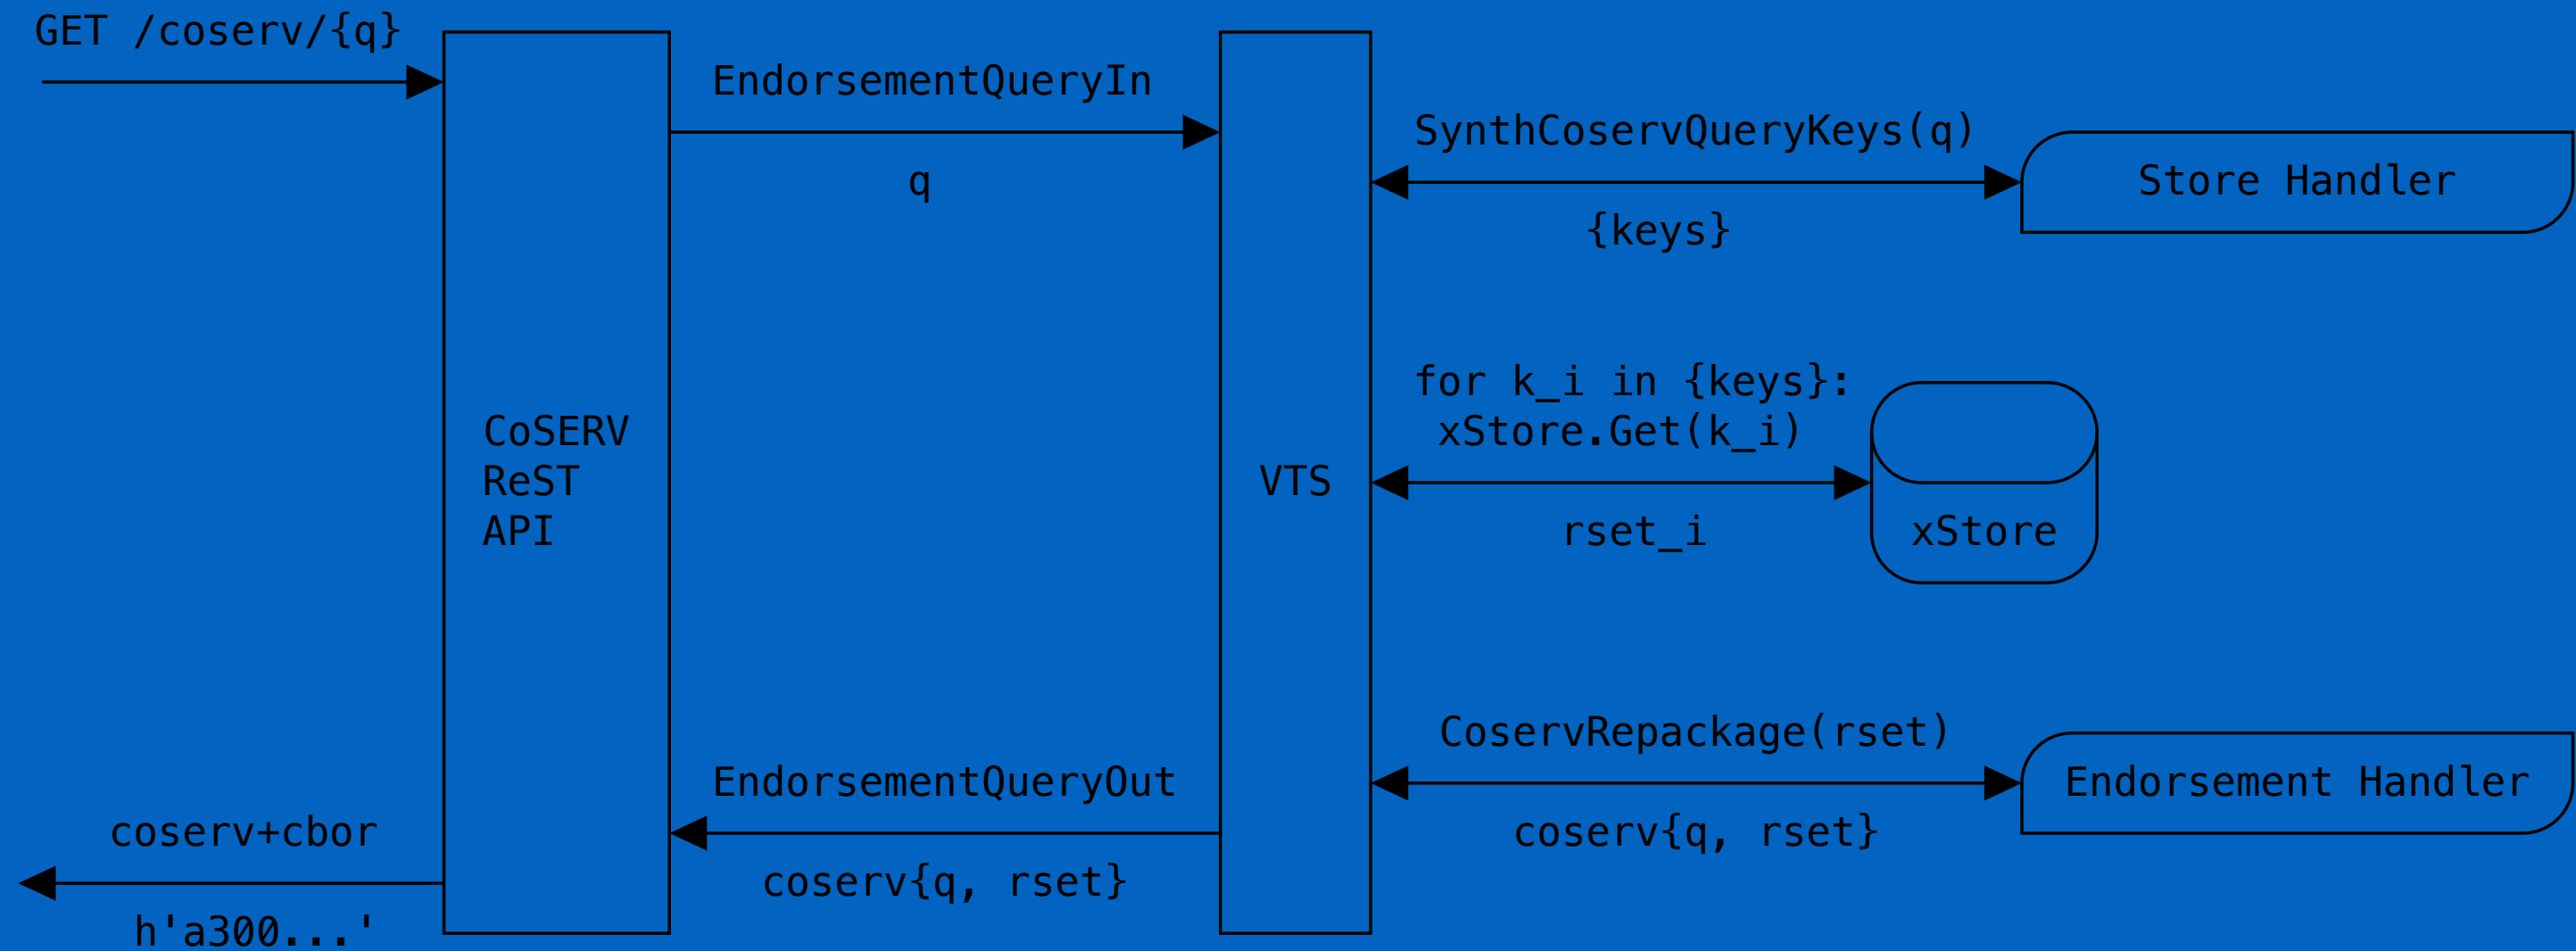 GET /coserv/{q}
EndorsementQueryIn
q
SynthCoservQueryKeys(q)
{keys}
Store Handler
for k_i in {keys}:
xStore.Get(k_i)
rset_i
xStore
CoSERV
ReST
API
VTS
CoservRepackage(rset)
coserv{q, rset}
Endorsement Handler
EndorsementQueryOut
coserv{q, rset}
coserv+cbor
h'a300...'